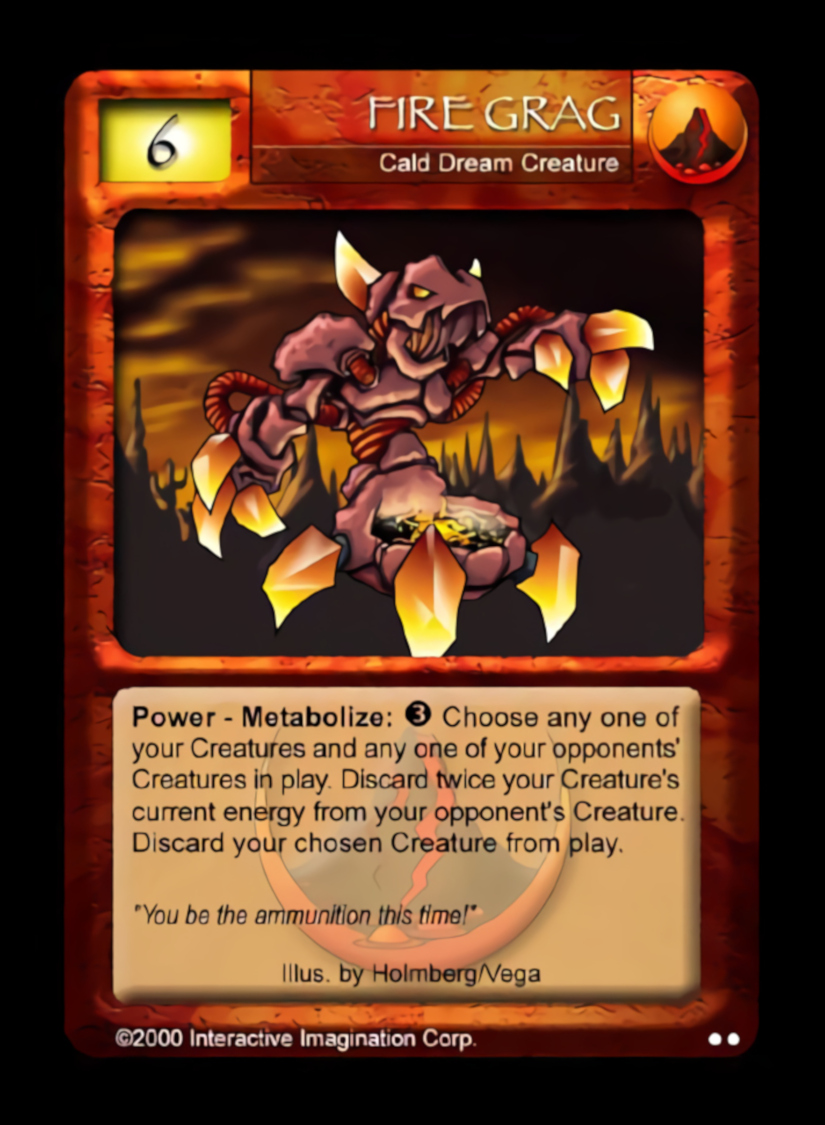 6
FIRE GRAG
Cald Dream Creature
Power - Metabolize: ❸ Choose any one of
your Creatures and any one of your opponents'
Creatures in play. Discard twice your Creature's
current energy from your opponent's Creature.
Discard your chosen Creature from play.
"You be the ammunition this time!"
Illus. by Holmberg/Vega
©2000 Interactive Imagination Corp.